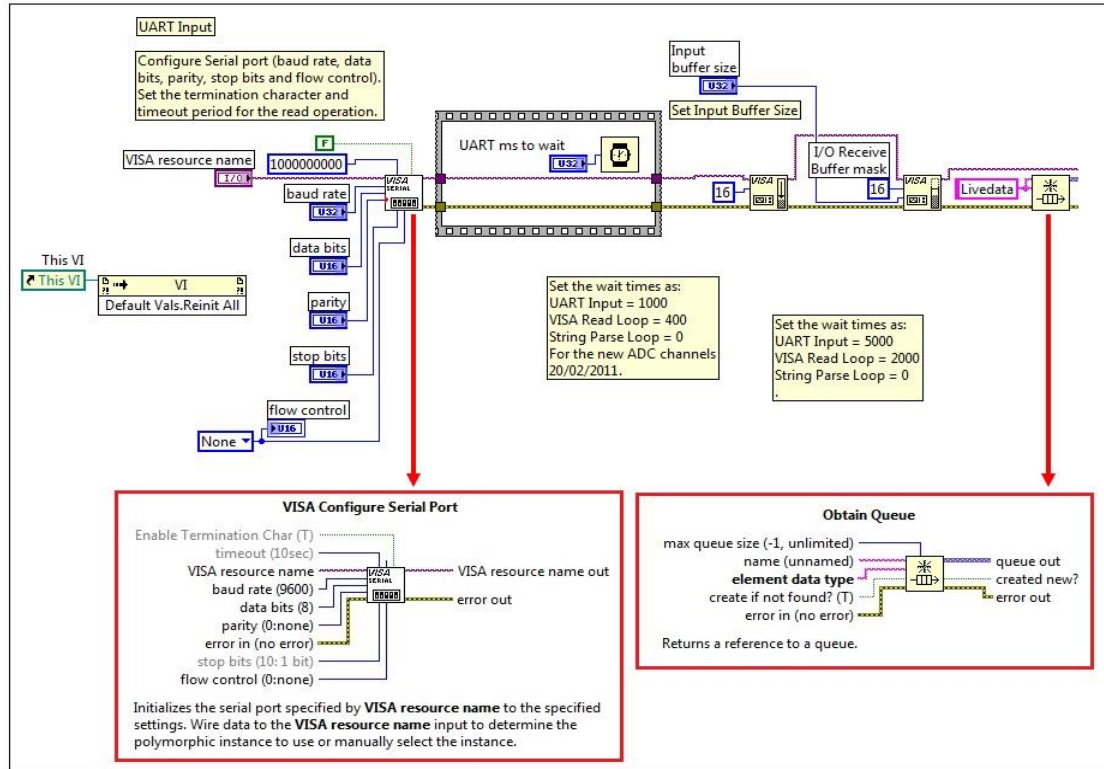 UART Input
Configure Serial port (baud rate, data
bits, parity, stop bits and flow control).
Set the termination character and
timeout period for the read operation.
F
VISA resource name
I/O
1000000000
VISA
SERIAL
baud rate
U32
data bits
U16
parity
U16
stop bits
U16
flow control
U16
None
This VI
This VI
VI
Default Vals.Reinit All
UART ms to wait
U32
Input
buffer size
U32
Set Input Buffer Size
16
VISA
I/O Receive
Buffer mask
16
VISA
Livedata
Set the wait times as:
UART Input = 1000
VISA Read Loop = 400
String Parse Loop = 0
For the new ADC channels
20/02/2011.
Set the wait times as:
UART Input = 5000
VISA Read Loop = 2000
String Parse Loop = 0
.
VISA Configure Serial Port
Enable Termination Char (T)
timeout (10sec)
VISA resource name
baud rate (9600)
data bits (8)
parity (0:none)
error in (no error)
stop bits (10: 1 bit)
flow control (0:none)
VISA
SERIAL
VISA resource name out
error out
Initializes the serial port specified by VISA resource name to the specified
settings. Wire data to the VISA resource name input to determine the
polymorphic instance to use or manually select the instance.
Obtain Queue
max queue size (-1, unlimited)
name (unnamed)
element data type
create if not found? (T)
error in (no error)
queue out
created new?
error out
Returns a reference to a queue.